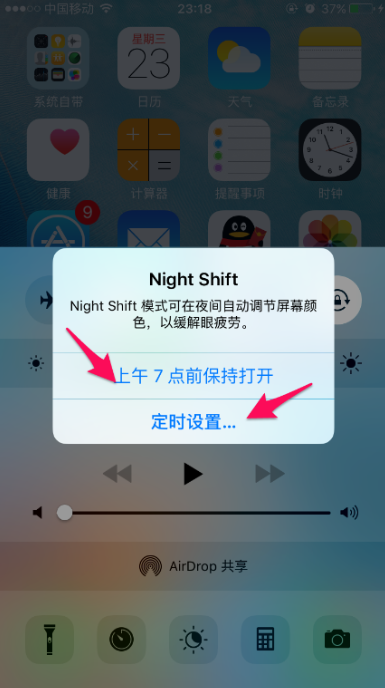 中国移动 23:18 37%
星期三
23
系统自带 日历 天气 备忘录
健康 计算器 提醒事项 时钟
9
Night Shift
Night Shift 模式可在夜间自动调节屏幕颜
色，以缓解眼疲劳。
上午 7 点前保持打开
定时设置...
AirDrop 共享